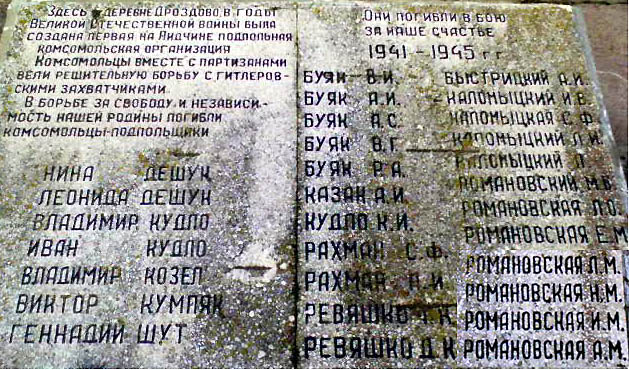 Здесь в деревне Дроздово в годы
Великой Отечественной войны была
создана первая на Лидчине подпольная
комсомольская организация
Комсомольцы вместе с партизанами
вели решительную борьбу с гитлеров-
скими захватчиками.
В борьбе за свободу и независи-
мость нашей родины погибли
комсомольцы-подпольщики
НИНА ДЕШУК
ЛЕОНИДА ДЕШУК
ВЛАДИМИР КУДЛО
ИВАН КУДЛО
ВЛАДИМИР КОЗЕЛ
ВИКТОР КУМПЯК
ГЕННАДИЙ ШУТ
Они погибли в бою
за наше счастье
1941-1945 гг.
БУЯК В.И.
БУЯК А.И.
БУЯК А.С.
БУЯК В.Г.
БУЯК Р.А.
КАЗАК А.И.
КУДЛО К.И.
РАХМАН С.Ф.
РАХМАН Н.И
РЕВЯШКО
РЕВЯШКО Д.К
БЫСТРИЦКИЙ А.И.
КАЛОМЫЦКИЙ И.В.
КАЛОМЫЦКАЯ С.Ф.
КАЛОМЫЦКИЙ Л.И.
КАЛОМЫЦКИЙ П.
РОМАНОВСКИЙ М.В.
РОМАНОВСКАЯ Л.О.
РОМАНОВСКАЯ Е.М
РОМАНОВСКАЯ Л.М.
РОМАНОВСКАЯ Н.М.
РОМАНОВСКАЯ И.М.
РОМАНОВСКАЯ А.М.